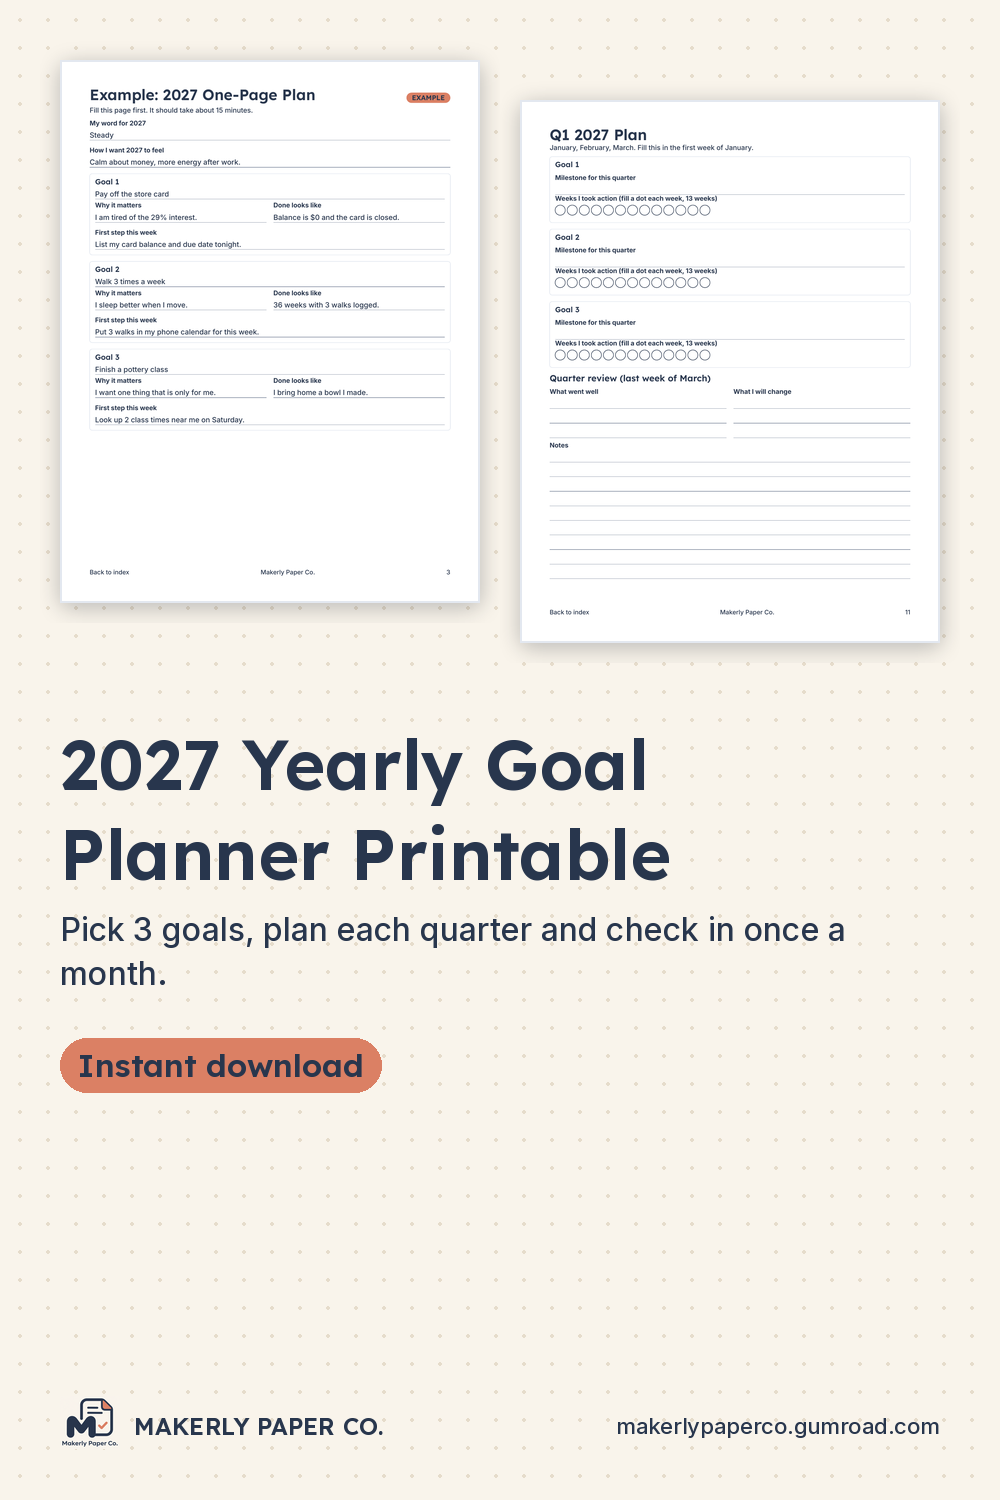 Example: 2027 One-Page Plan
EXAMPLE
Fill this page first. It should take about 15 minutes.
My word for 2027
Steady
How I want 2027 to feel
Calm about money, more energy after work.
Goal 1
Pay off the store card
Why it matters
Done looks like
I am tired of the 29% interest.
Balance is $0 and the card is closed.
First step this week
List my card balance and due date tonight.
Goal 2
Walk 3 times a week
Why it matters
Done looks like
I sleep better when I move.
36 weeks with 3 walks logged.
First step this week
Put 3 walks in my phone calendar for this week.
Goal 3
Finish a pottery class
Why it matters
Done looks like
I want one thing that is only for me.
I bring home a bowl I made.
First step this week
Look up 2 class times near me on Saturday.
Back to index
Makerly Paper Co.
3
Q1 2027 Plan
January, February, March. Fill this in the first week of January.
Goal 1
Milestone for this quarter
Weeks I took action (fill a dot each week, 13 weeks)
Goal 2
Milestone for this quarter
Weeks I took action (fill a dot each week, 13 weeks)
Goal 3
Milestone for this quarter
Weeks I took action (fill a dot each week, 13 weeks)
Quarter review (last week of March)
What went well
What I will change
Notes
Back to index
Makerly Paper Co.
11
2027 Yearly Goal
Planner Printable
Pick 3 goals, plan each quarter and check in once a
month.
Instant download
Makerly Paper Co.
MAKERLY PAPER CO.
makerlypaperco.gumroad.com